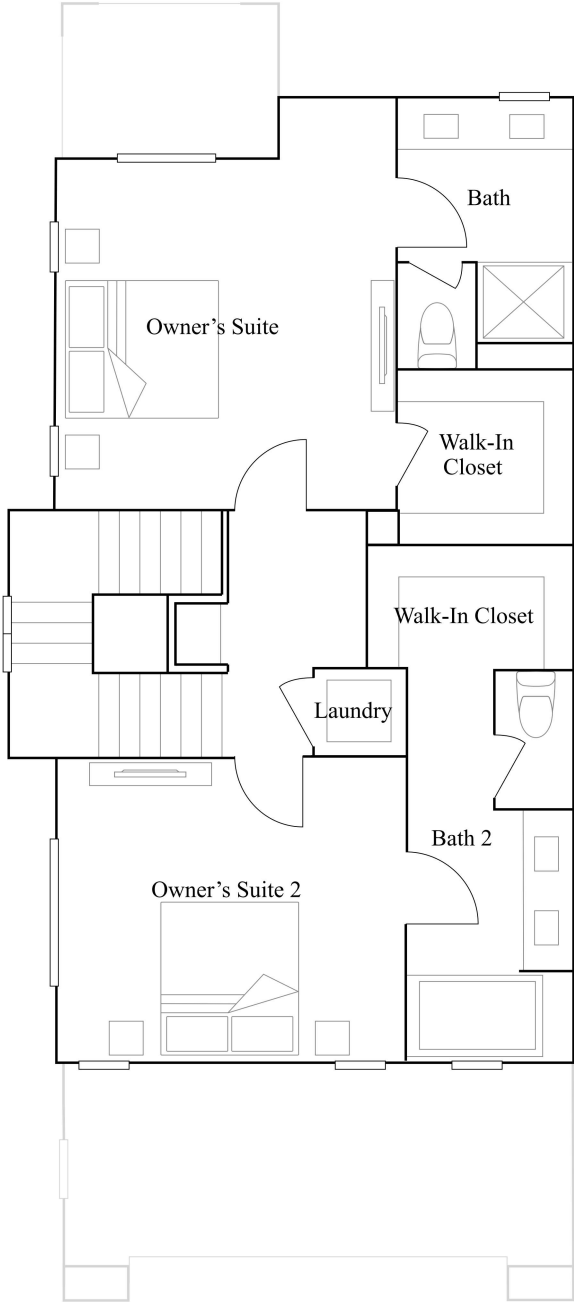 Bath
Owner's Suite
Walk-In
Closet
Walk-In Closet
Laundry
Bath 2
Owner's Suite 2